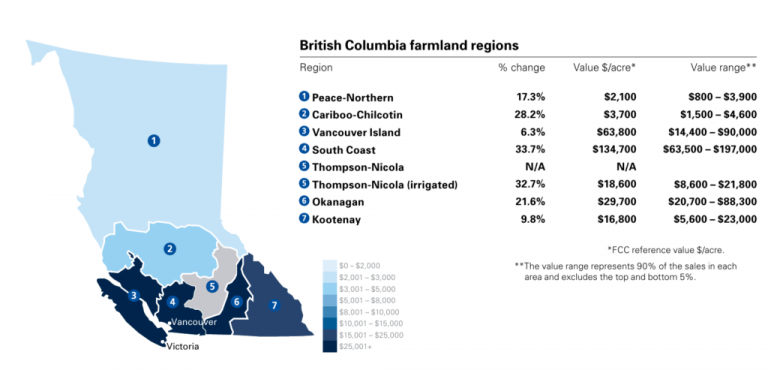 British Columbia farmland regions
Region % change Value $/acre* Value range**
1 Peace-Northern 17.3% $2,100 $800 – $3,900
2 Cariboo-Chilcotin 28.2% $3,700 $1,500 – $4,600
3 Vancouver Island 6.3% $63,800 $14,400 – $90,000
4 South Coast 33.7% $134,700 $63,500 – $197,000
5 Thompson-Nicola N/A N/A
5 Thompson-Nicola (irrigated) 32.7% $18,600 $8,600 – $21,800
6 Okanagan 21.6% $29,700 $20,700 – $88,300
7 Kootenay 9.8% $16,800 $5,600 – $23,000
*FCC reference value $/acre.
**The value range represents 90% of the sales in each
area and excludes the top and bottom 5%.
1
2
3
4
5
6
7
Vancouver
Victoria
$0 – $2,000
$2,001 – $3,000
$3,001 – $5,000
$5,001 – $8,000
$8,001 – $10,000
$10,001 – $15,000
$15,001 – $25,000
$25,001+